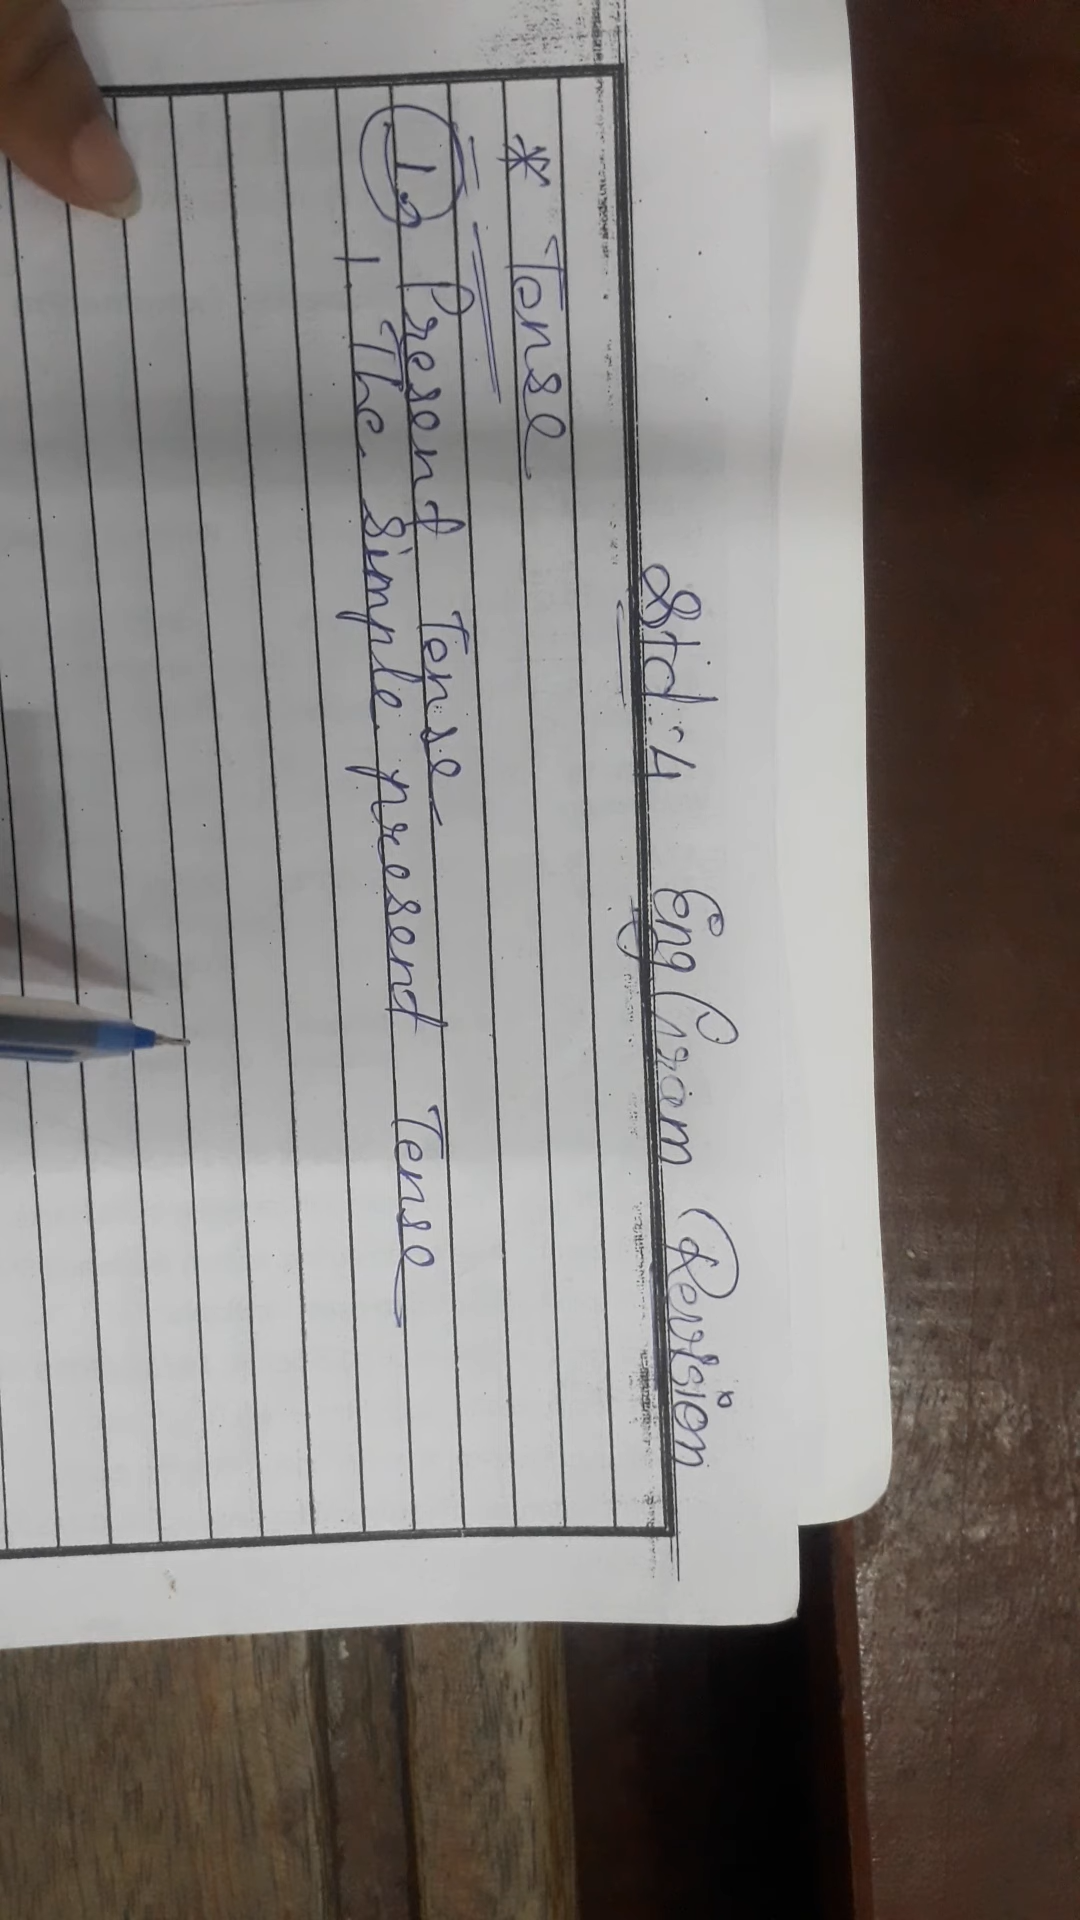 Std : 4 Eng Gram Revision
* Tense
1. Present Tense
1. The Simple present Tense